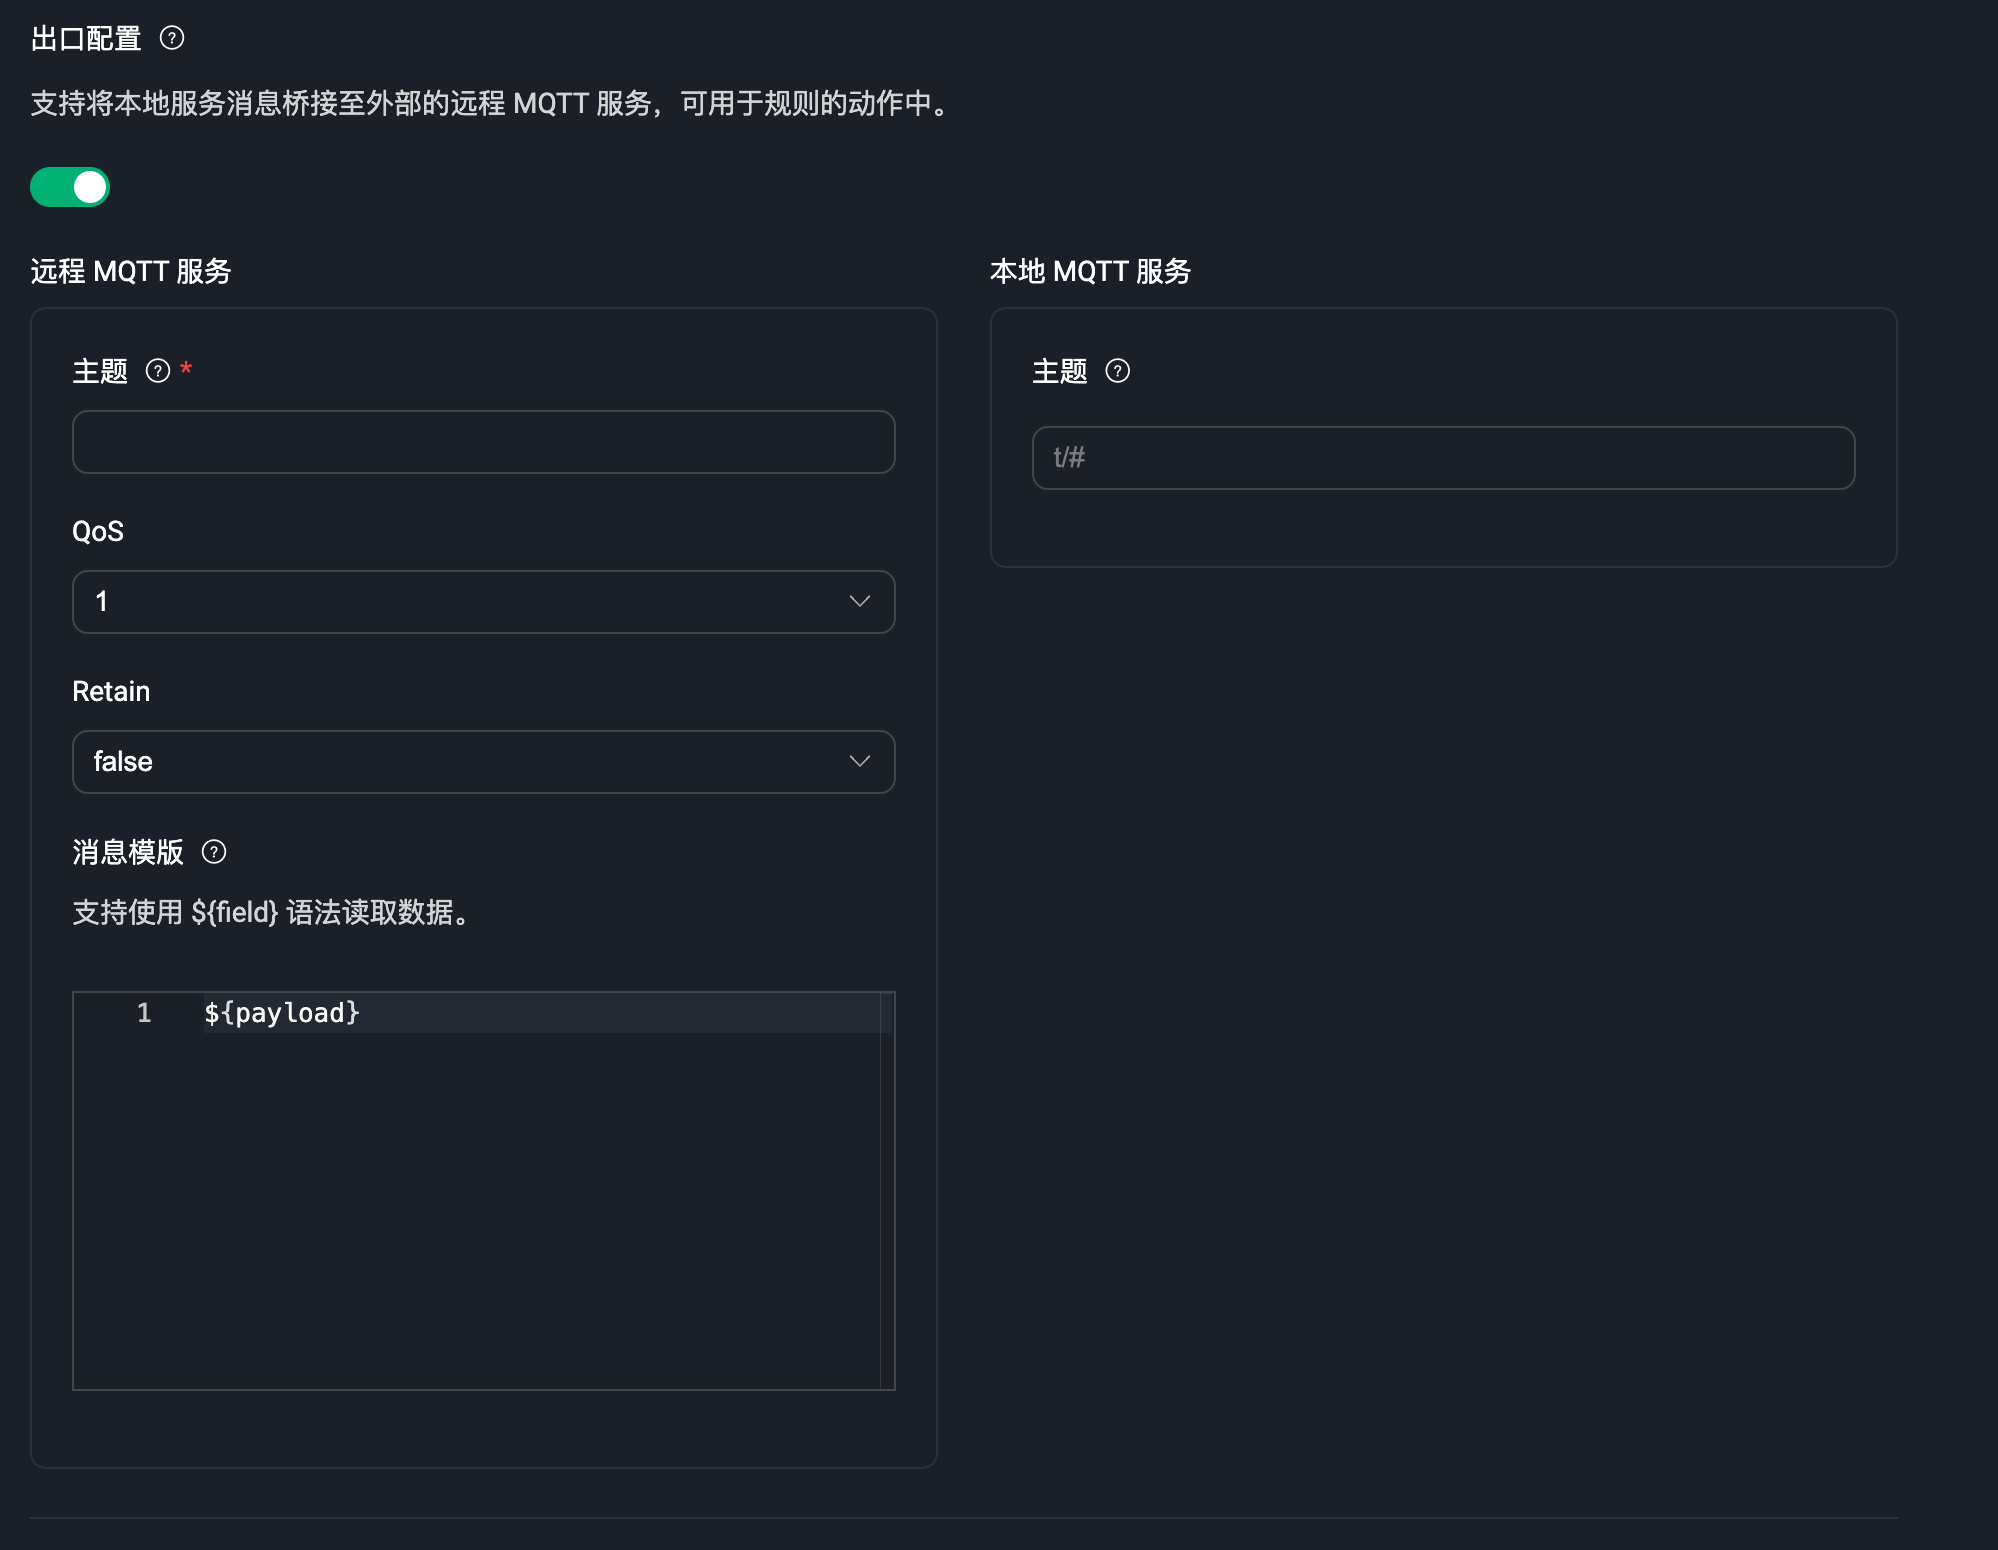 出口配置
支持将本地服务消息桥接至外部的远程 MQTT 服务，可用于规则的动作中。
远程 MQTT 服务
主题 *
QoS
1
Retain
false
消息模版
支持使用 ${field} 语法读取数据。
1 ${payload}
本地 MQTT 服务
主题
t/#